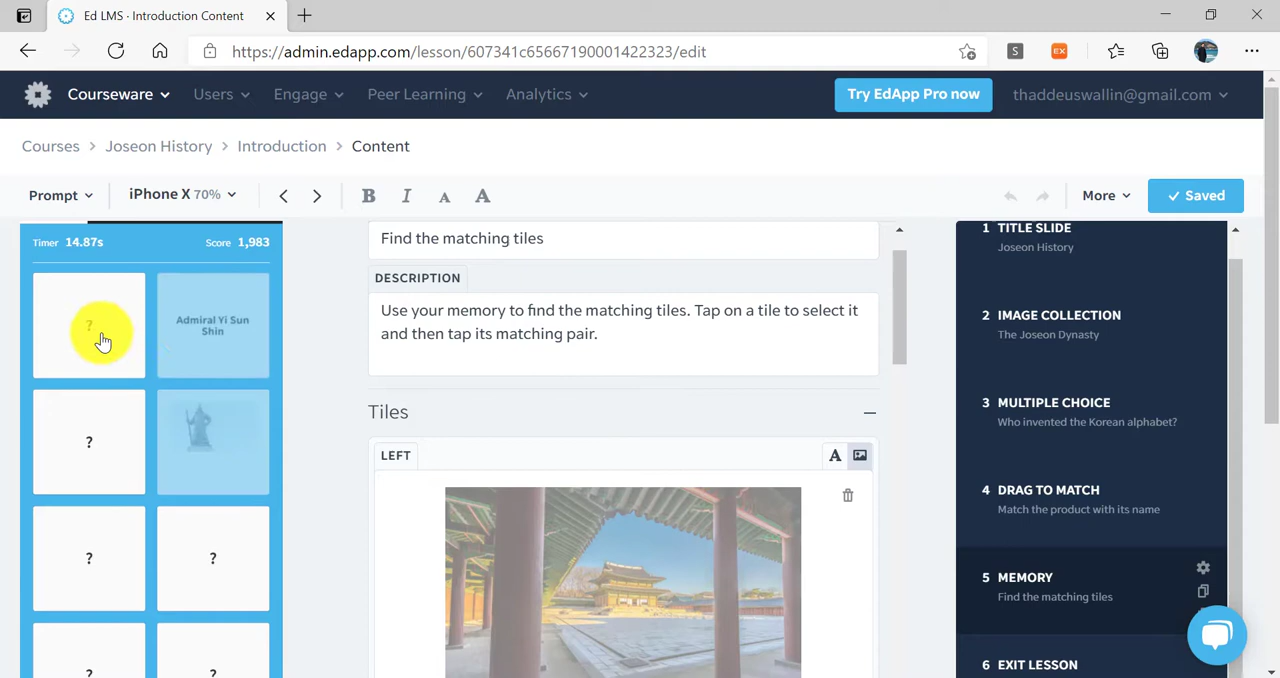 Ed LMS · Introduction Content
https://admin.edapp.com/lesson/607341c65667190001422323/edit
S
EX
Courseware
Users
Engage
Peer Learning
Analytics
Try EdApp Pro now
thaddeuswallin@gmail.com
Courses > Joseon History > Introduction > Content
Prompt
iPhone X 70%
B I A A
More
Saved
Timer 14.87s
Score 1,983
?
Admiral Yi Sun
Shin
?
?
?
?
?
Find the matching tiles
DESCRIPTION
Use your memory to find the matching tiles. Tap on a tile to select it
and then tap its matching pair.
Tiles
LEFT
A
1 TITLE SLIDE
Joseon History
2 IMAGE COLLECTION
The Joseon Dynasty
3 MULTIPLE CHOICE
Who invented the Korean alphabet?
4 DRAG TO MATCH
Match the product with its name
5 MEMORY
Find the matching tiles
6 EXIT LESSON